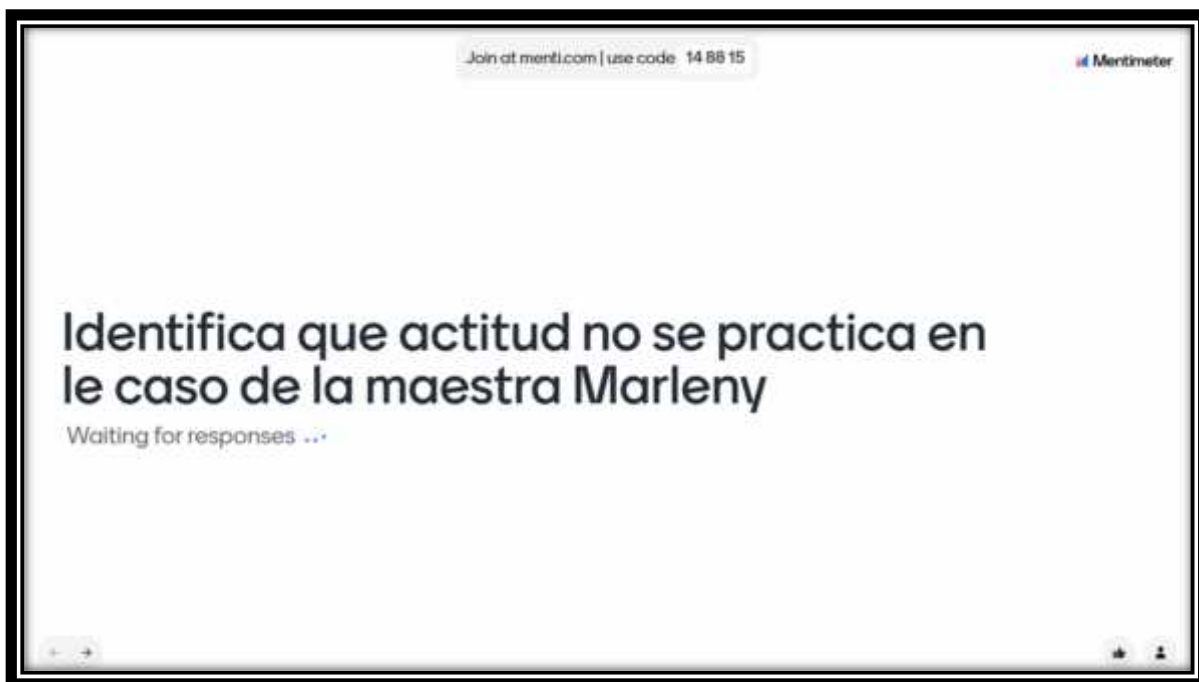 Join at menti.com | use code 14 88 15
Mentimeter
Identifica que actitud no se practica en
le caso de la maestra Marleny
Waiting for responses ...